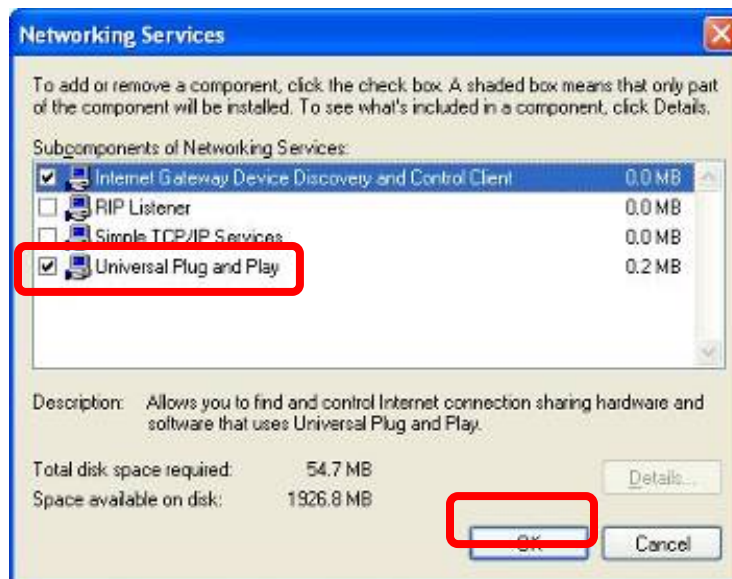 Networking Services
To add or remove a component, click the check box. A shaded box means that only part
of the component will be installed. To see what's included in a component, click Details.
Subcomponents of Networking Services:
Internet Gateway Device Discovery and Control Client 0.0 MB
RIP Listener 0.0 MB
Simple TCP/IP Services 0.0 MB
Universal Plug and Play 0.2 MB
Description: Allows you to find and control Internet connection sharing hardware and
software that uses Universal Plug and Play.
Total disk space required: 54.7 MB
Details...
Space available on disk: 1926.8 MB
OK Cancel